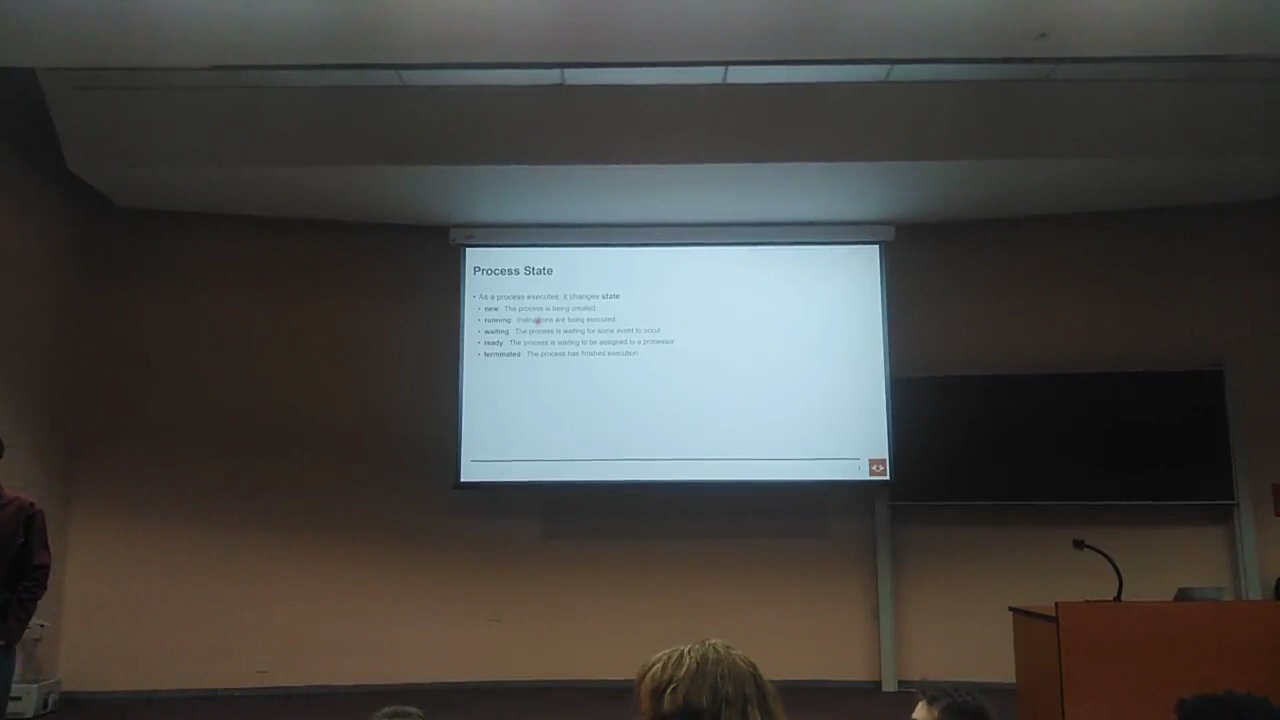 Process State
• As a process executes, it changes state
• new: The process is being created
• running: Instructions are being executed
• waiting: The process is waiting for some event to occur
• ready: The process is waiting to be assigned to a processor
• terminated: The process has finished execution